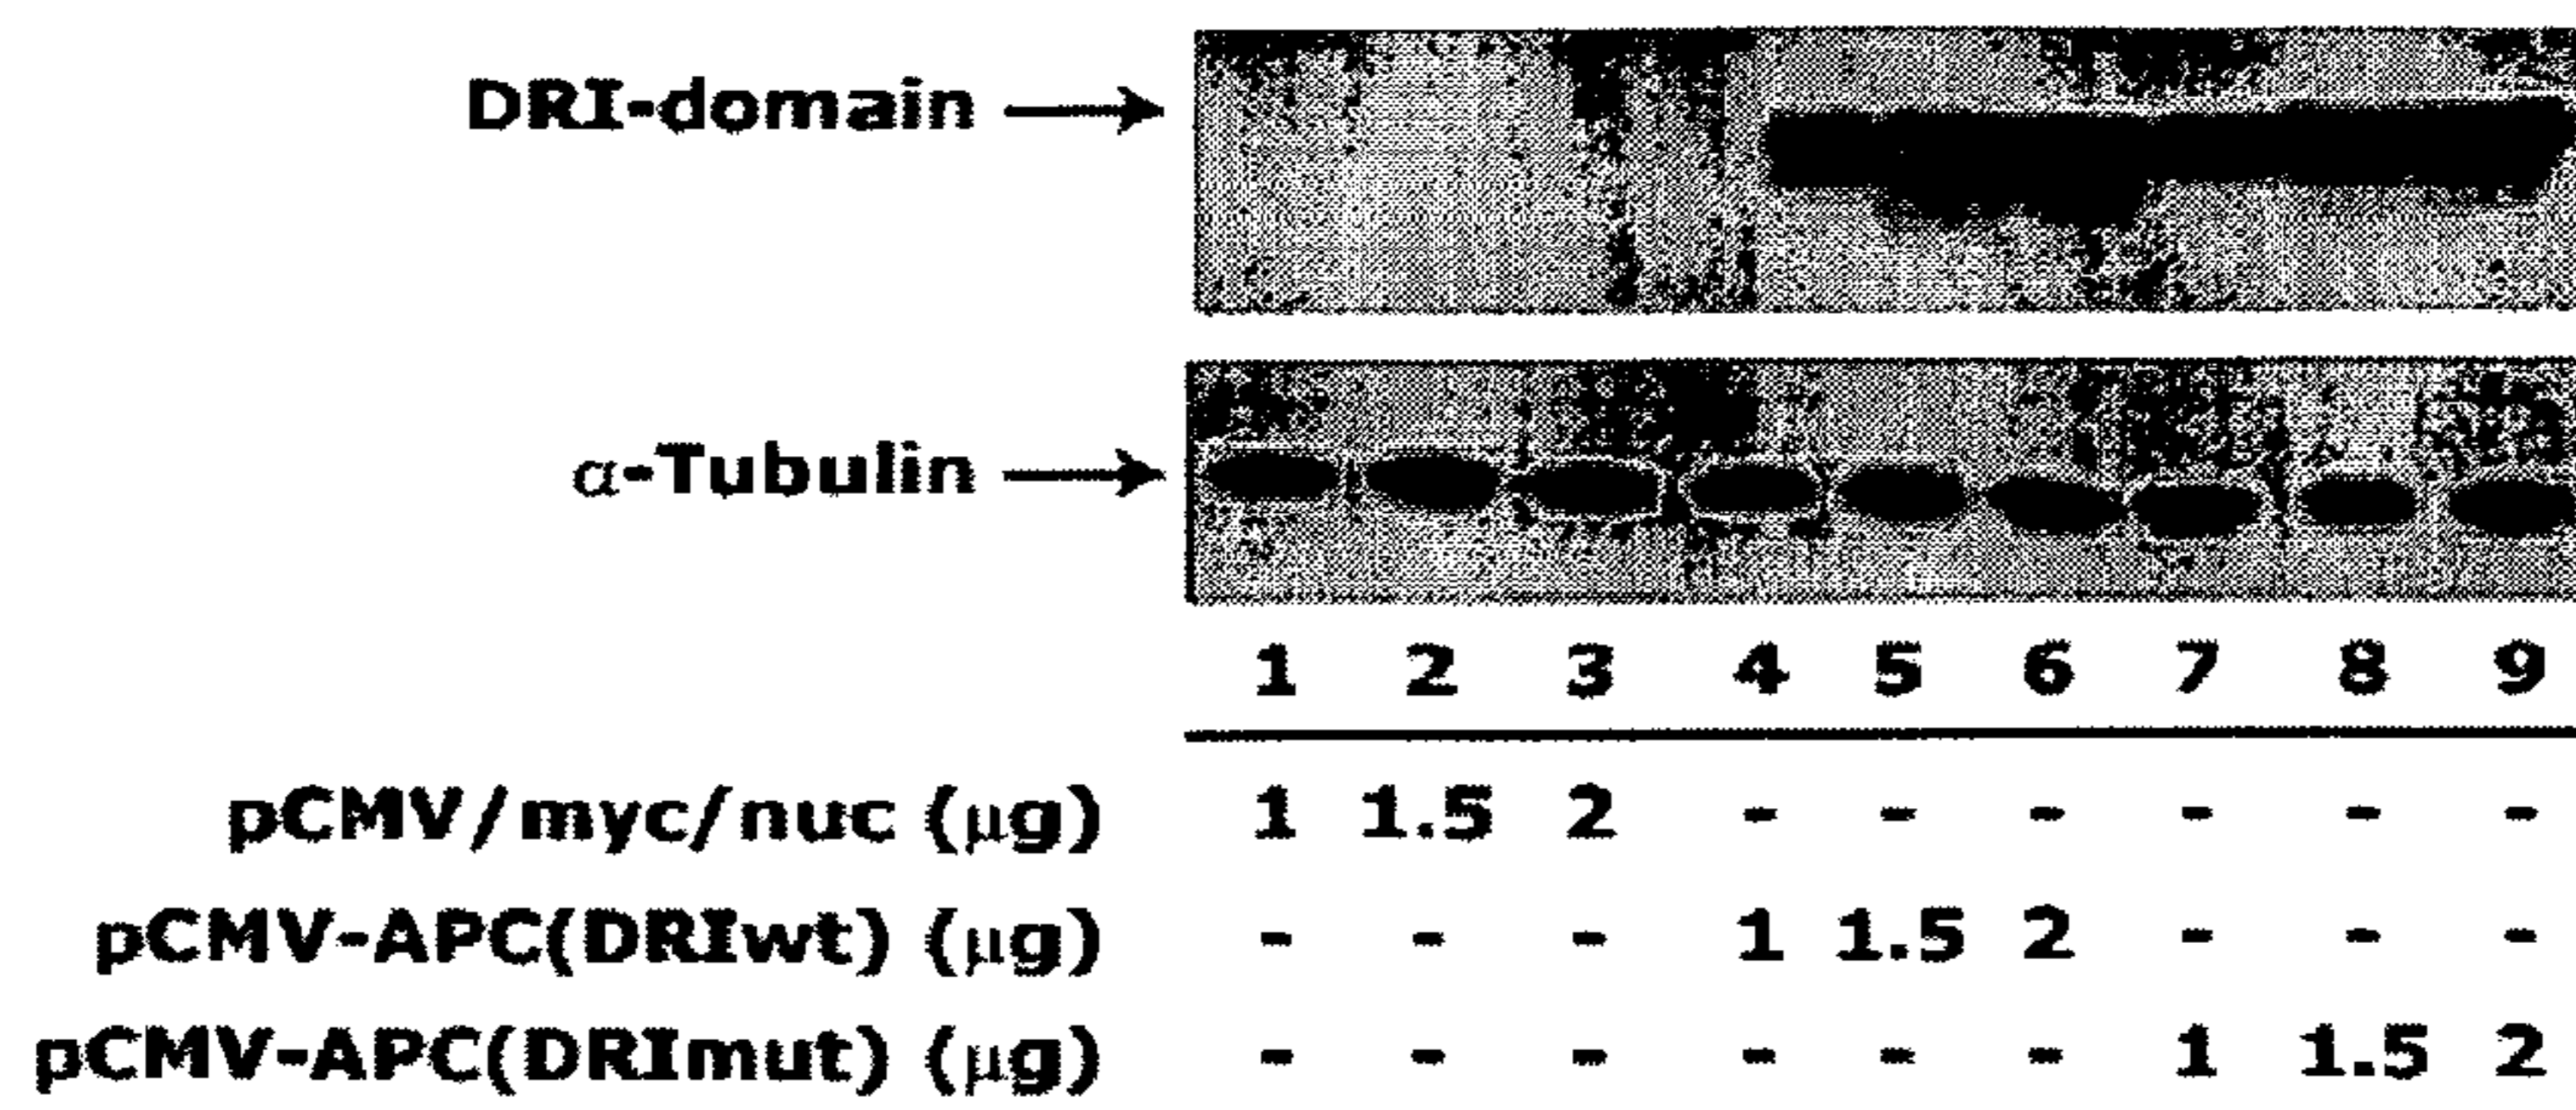 DRI-domain
α-Tubulin
1 2 3 4 5 6 7 8 9
pCMV/myc/nuc (µg) 1 1.5 2 - - - - - -
pCMV-APC(DRIwt) (µg) - - - 1 1.5 2 - - -
pCMV-APC(DRImut) (µg) - - - - - - 1 1.5 2